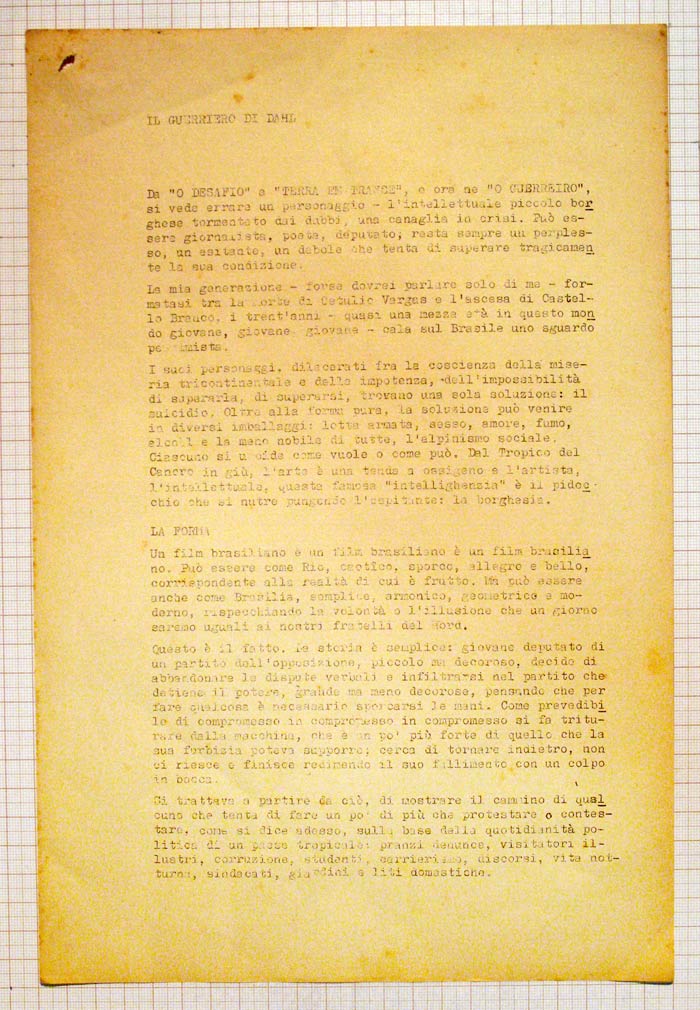 IL GUERRIERO DI DAHL
Da "O DESAFIO" a "TERRA EM TRANCE", e ora ne "O GUERREIRO",
si vede errare un personaggio - l'intellettuale piccolo bor
ghese tormentato dai dubbi, una canaglia in crisi. Può es-
sere giornalista, poeta, deputato; resta sempre un perples-
so, un esitante, un debole che tenta di superare tragicamen
te la sua condizione.
La mia generazione - forse dovrei parlare solo di me - for-
matasi tra la morte di Getulio Vargas e l'ascesa di Castel-
lo Branco, i trent'anni - quasi una mezza età in questo mon
do giovane, giovane, giovane - cala sul Brasile uno sguardo
pessimista.
I suoi personaggi, dilacerati fra la coscienza della mise-
ria tricontinentale e della impotenza, dell'impossibilità
di superarla, di superarsi, trovano una sola soluzione: il
suicidio. Oltre alla forma pura, la soluzione può venire
in diversi imballaggi: lotta armata, sesso, amore, fumo,
alcool e la meno nobile di tutte, l'alpinismo sociale.
Ciascuno si uccide come vuole o come può. Dal Tropico del
Cancro in giù, l'arte è una tenda a ossigeno e l'artista,
l'intellettuale, questa famosa "intellighenzia" è il pidoc
chio che si nutre pungendo l'ospitante: la borghesia.
LA FORMA
Un film brasiliano è un film brasiliano è un film brasilia
no. Può essere come Rio, caotico, sporco, allegro e bello,
corrispondente alla realtà di cui è frutto. Ma può essere
anche come Brasilia, semplice, armonico, geometrico e mo-
derno, rispecchiando la volontà o l'illusione che un giorno
saremo uguali ai nostri fratelli del Nord.
Questo è il fatto. La storia è semplice: giovane deputato di
un partito dell'opposizione, piccolo ma decoroso, decide di
abbandonare le dispute verbali e infiltrarsi nel partito che
detiene il potere, grande ma meno decoroso, pensando che per
fare qualcosa è necessario sporcarsi le mani. Come prevedibi
le di compromesso in compromesso in compromesso si fa tritu-
rare dalla macchina, che è un po' più forte di quello che la
sua furbizia poteva supporre; cerca di tornare indietro, non
ci riesce e finisce redimendo il suo fallimento con un colpo
in bocca.
Si trattava a partire da ciò, di mostrare il cammino di qual
cuno che tenta di fare un po' di più che protestare o contes-
tare, come si dice adesso, sulla base della quotidianità po-
litica di un paese tropicale: pranzi denunce, visitatori il-
lustri, corruzione, studenti, carrierismo, discorsi, vita not-
turna, sindacati, giardini e liti domestiche.